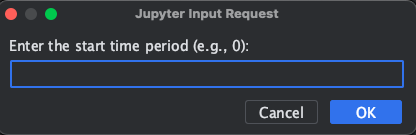 Jupyter Input Request
Enter the start time period (e.g., 0):
Cancel
OK